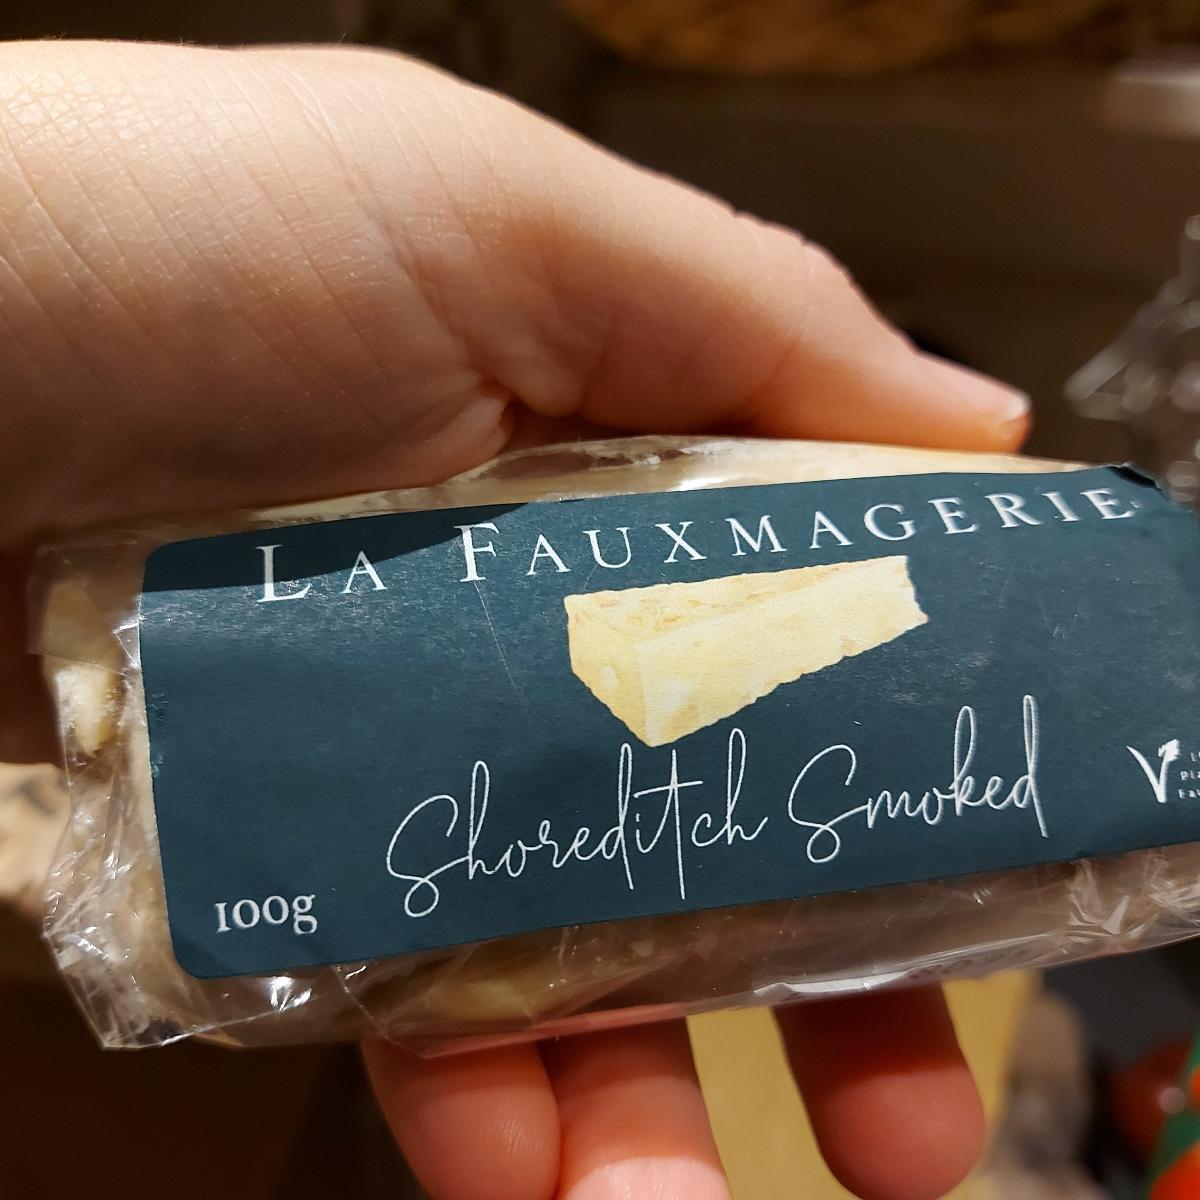 LA FAUXMAGERIE
Shoreditch Smoked
100g